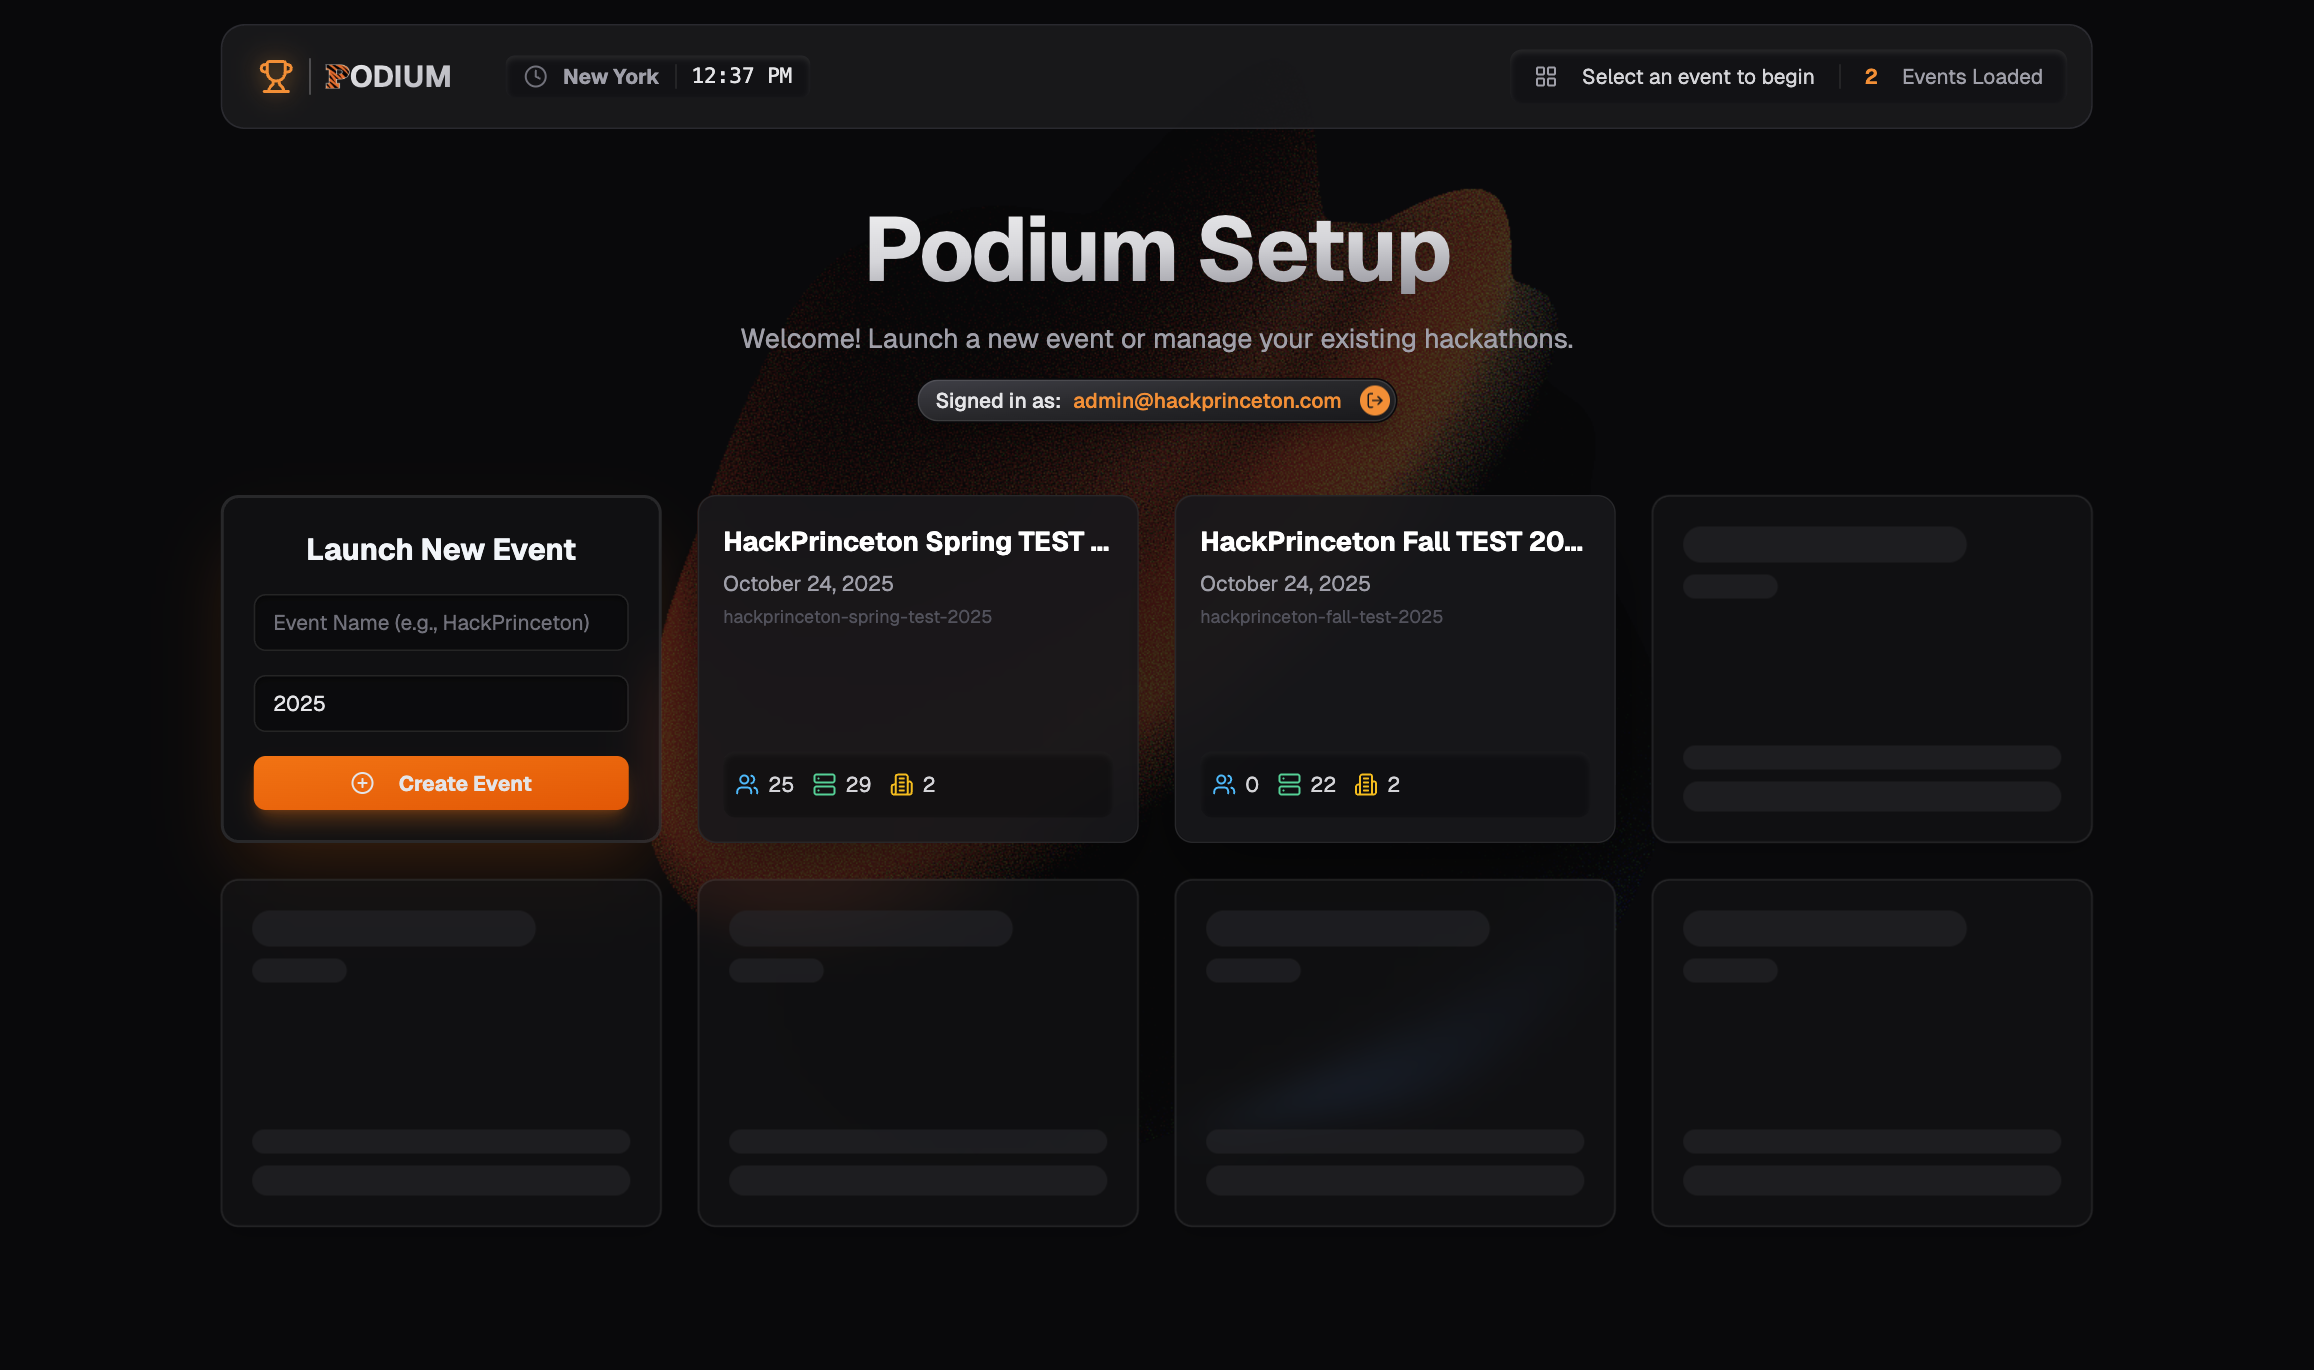 PODIUM
New York
12:37 PM
Select an event to begin
2 Events Loaded
Podium Setup
Welcome! Launch a new event or manage your existing hackathons.
Signed in as: admin@hackprinceton.com
Launch New Event
Event Name (e.g., HackPrinceton)
2025
Create Event
HackPrinceton Spring TEST ...
October 24, 2025
hackprinceton-spring-test-2025
25 29 2
HackPrinceton Fall TEST 20...
October 24, 2025
hackprinceton-fall-test-2025
0 22 2